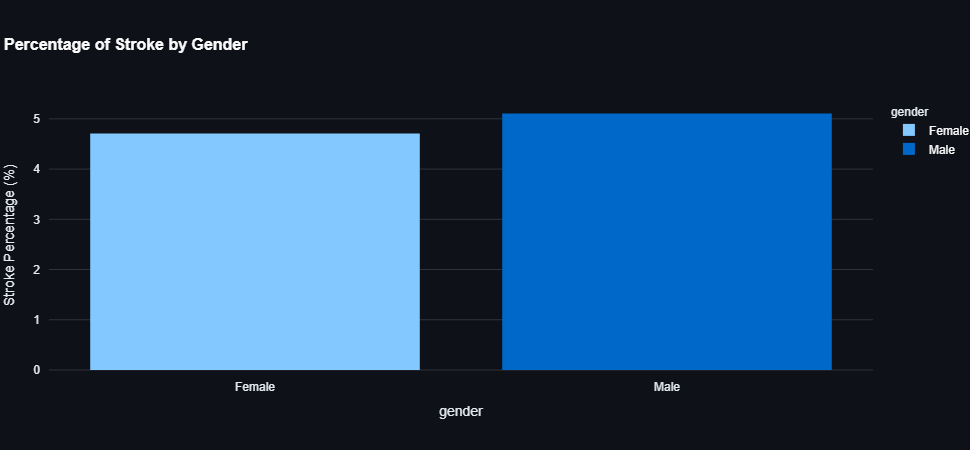 Percentage of Stroke by Gender
gender
Female
Male
Stroke Percentage (%)
5
4
3
2
1
0
Female
Male
gender